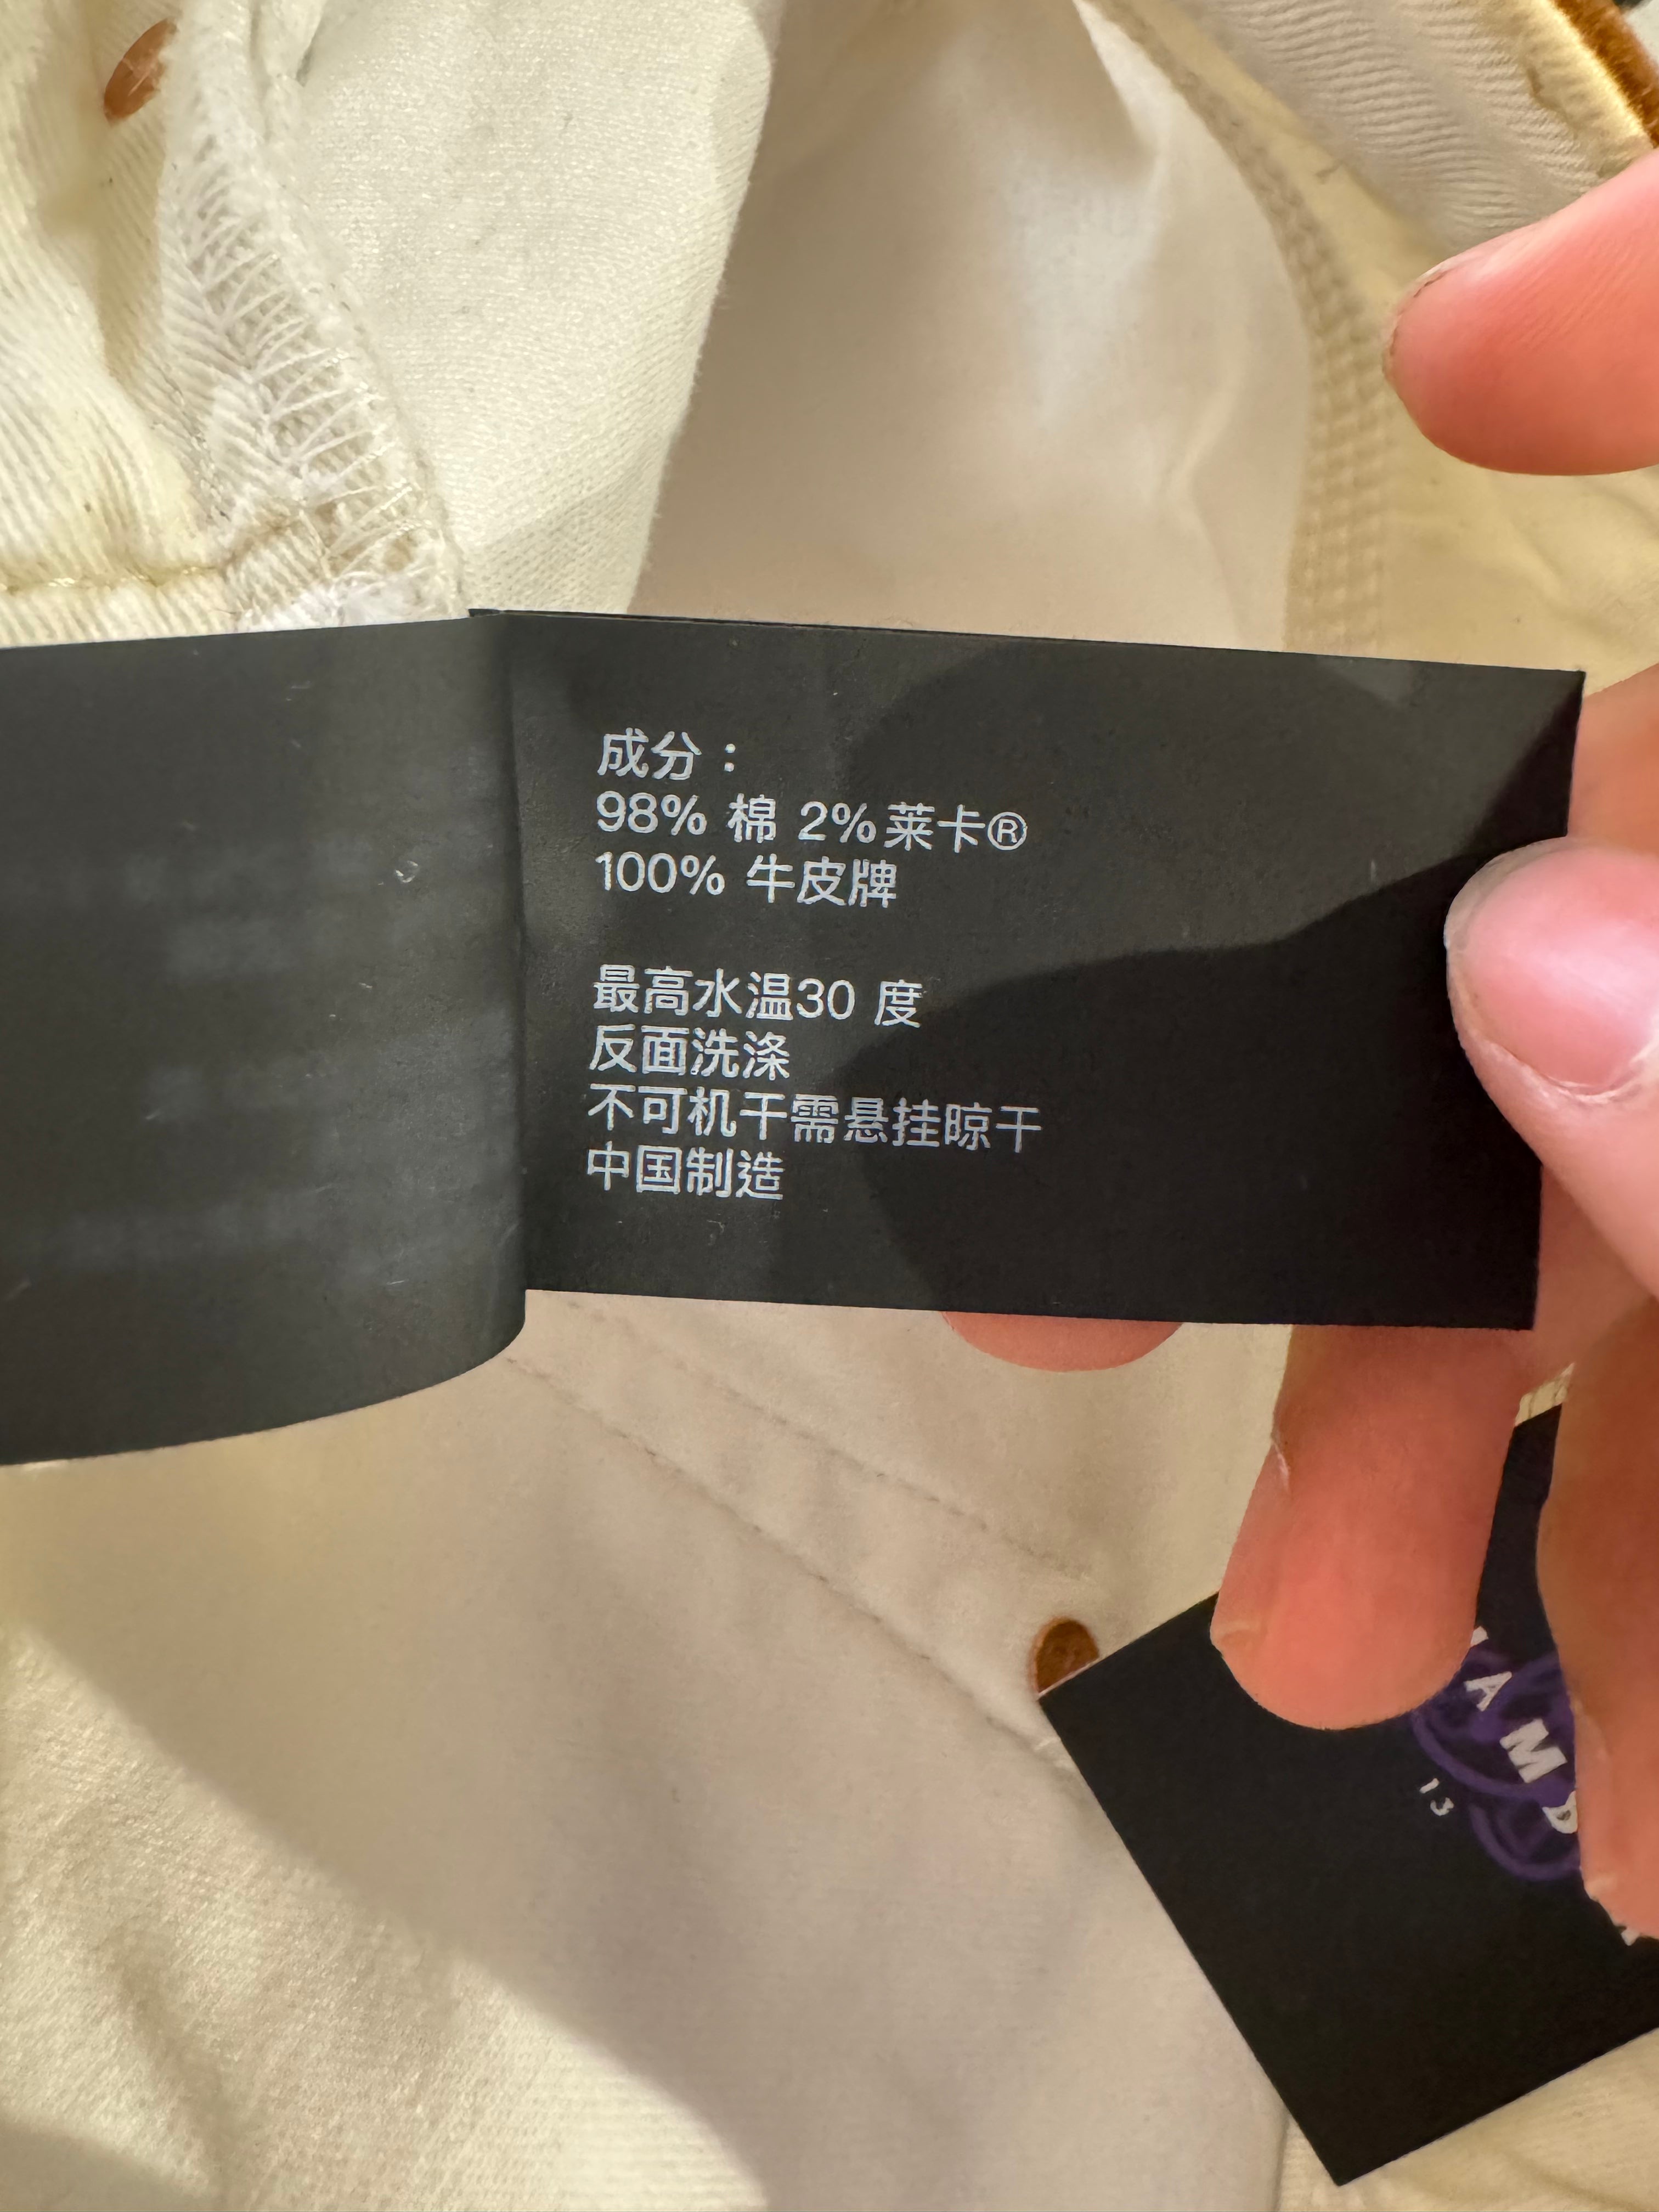 成分：
98% 棉 2%莱卡®
100% 牛皮牌
最高水温30 度
反面洗涤
不可机干需悬挂晾干
中国制造
13